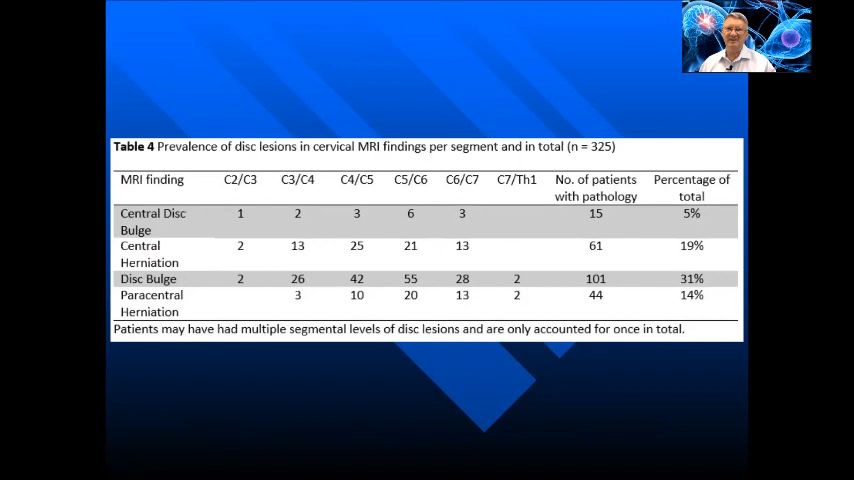 Table 4 Prevalence of disc lesions in cervical MRI findings per segment and in total (n = 325)
MRI finding C2/C3 C3/C4 C4/C5 C5/C6 C6/C7 C7/Th1 No. of patients Percentage of
with pathology total
Central Disc 1 2 3 6 3 15 5%
Bulge
Central 2 13 25 21 13 61 19%
Herniation
Disc Bulge 2 26 42 55 28 2 101 31%
Paracentral 3 10 20 13 2 44 14%
Herniation
Patients may have had multiple segmental levels of disc lesions and are only accounted for once in total.